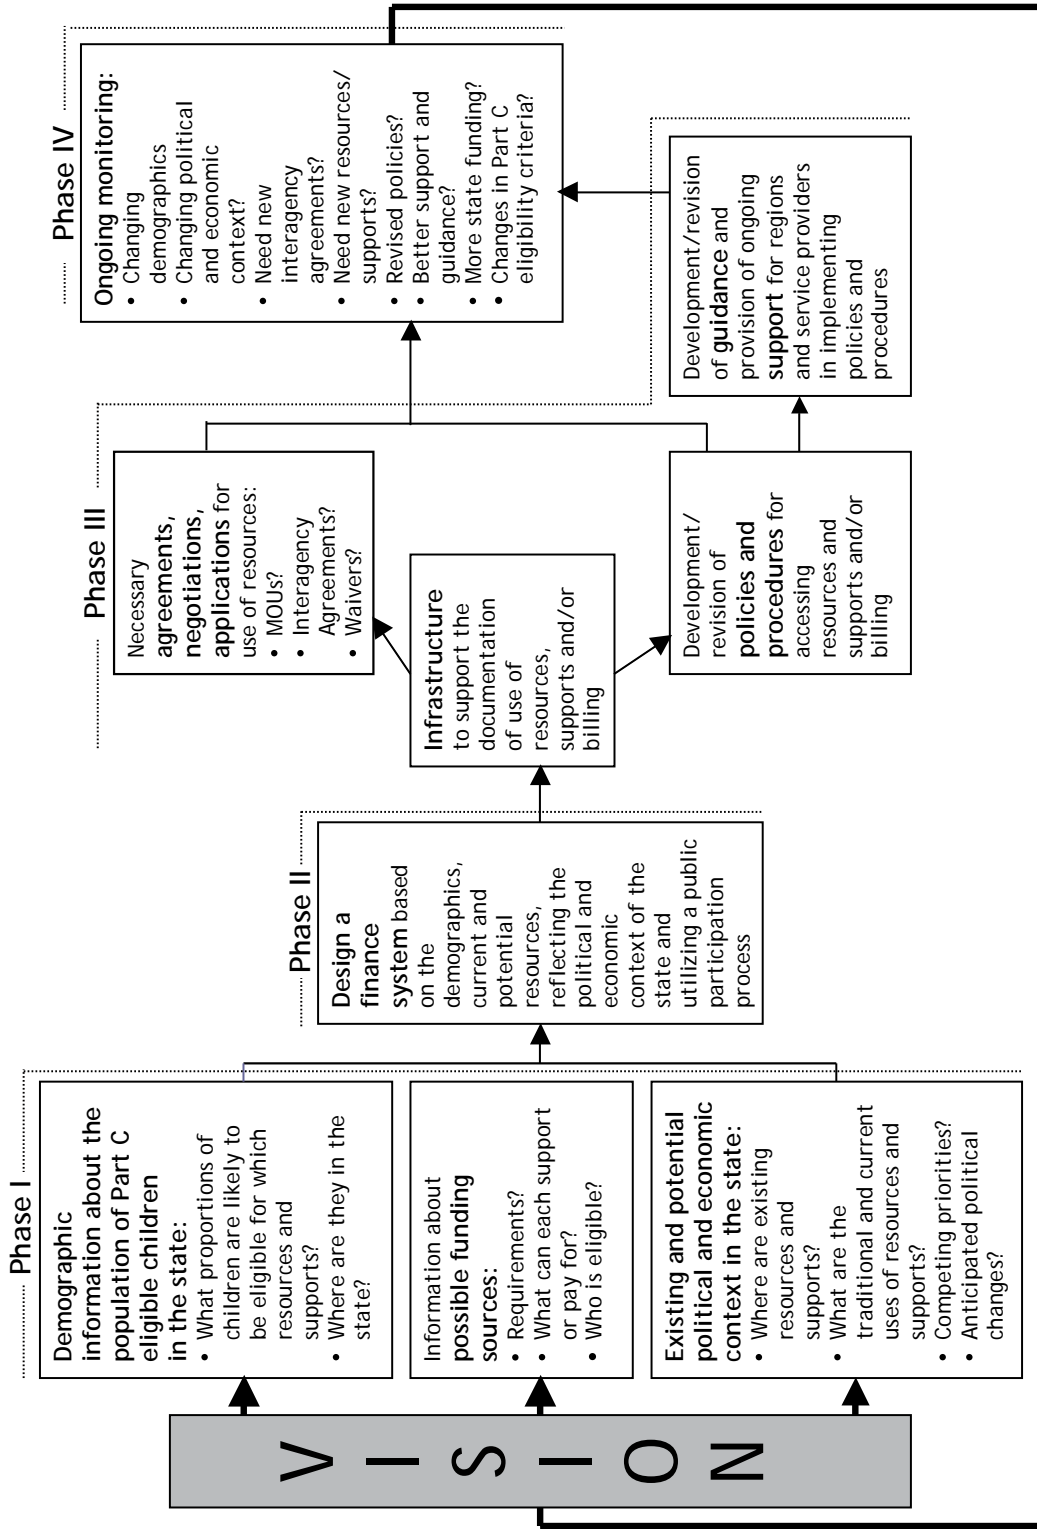 VISION
Phase I
Demographic
information about the
population of Part C
eligible children
in the state:
• What proportions of
children are likely to
be eligible for which
resources and
supports?
• Where are they in the
state?
Information about
possible funding
sources:
• Requirements?
• What can each support
or pay for?
• Who is eligible?
Existing and potential
political and economic
context in the state:
• Where are existing
resources and
supports?
• What are the
traditional and current
uses of resources and
supports?
• Competing priorities?
• Anticipated political
changes?
Phase II
Design a
finance
system based
on the
demographics,
current and
potential
resources,
reflecting the
political and
economic
context of the
state and
utilizing a public
participation
process
Phase III
Infrastructure
to support the
documentation
of use of
resources,
supports and/or
billing
Necessary
agreements,
negotiations,
applications for
use of resources:
• MOUs?
• Interagency
Agreements?
• Waivers?
Development/
revision of
policies and
procedures for
accessing
resources and
supports and/or
billing
Development/revision
of guidance and
provision of ongoing
support for regions
and service providers
in implementing
policies and
procedures
Phase IV
Ongoing monitoring:
• Changing
demographics
• Changing political
and economic
context?
• Need new
interagency
agreements?
• Need new resources/
supports?
• Revised policies?
• Better support and
guidance?
• More state funding?
• Changes in Part C
eligibility criteria?